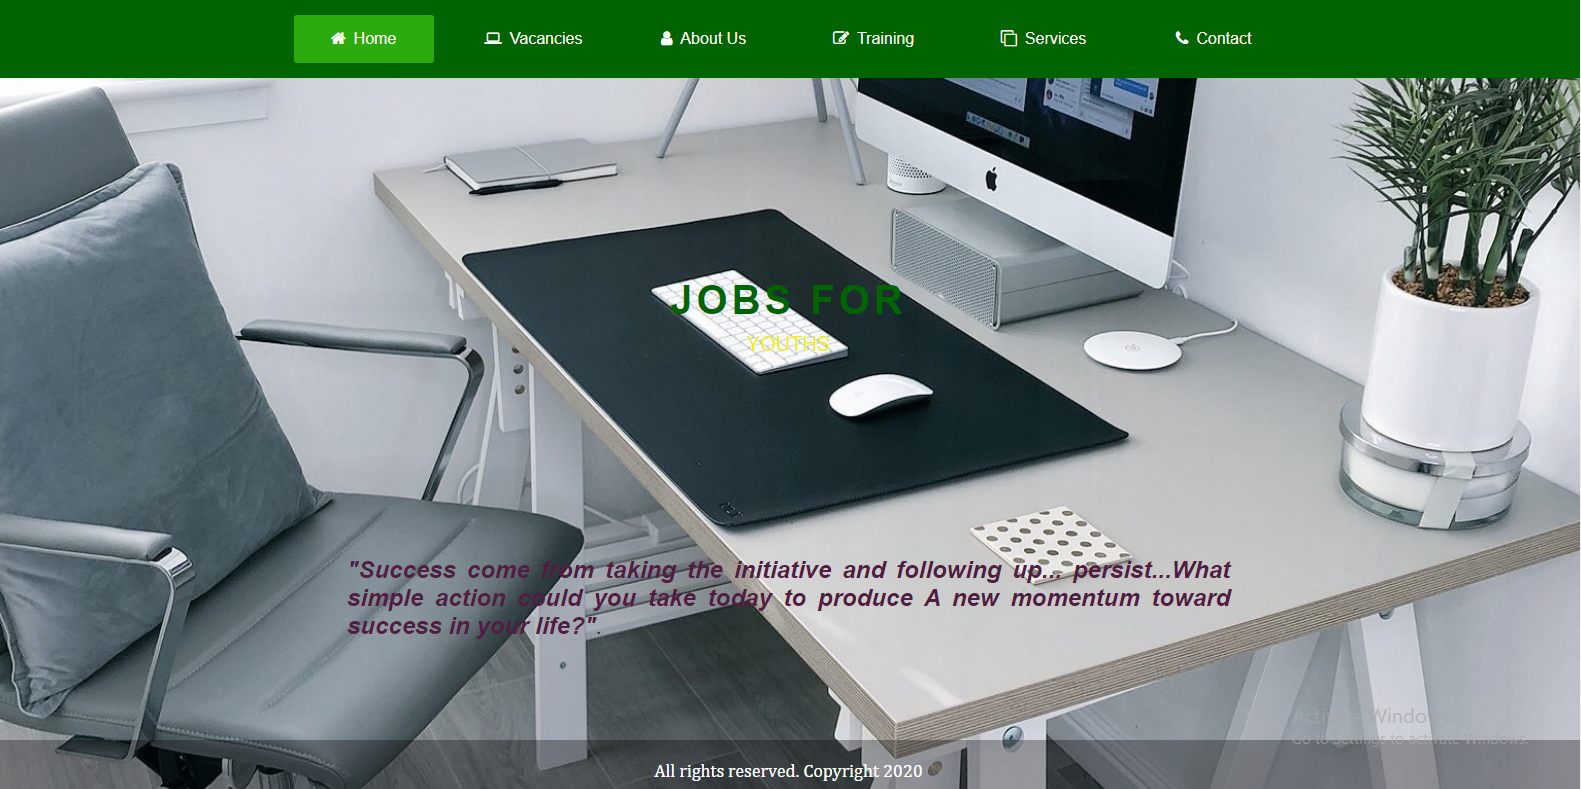 Home Vacancies About Us Training Services Contact
JOBS FOR
YOUTHS
"Success come from taking the initiative and following up... persist...What
simple action could you take today to produce A new momentum toward
success in your life?".
Activate Windows
Go to Settings to activate Windows.
All rights reserved. Copyright 2020